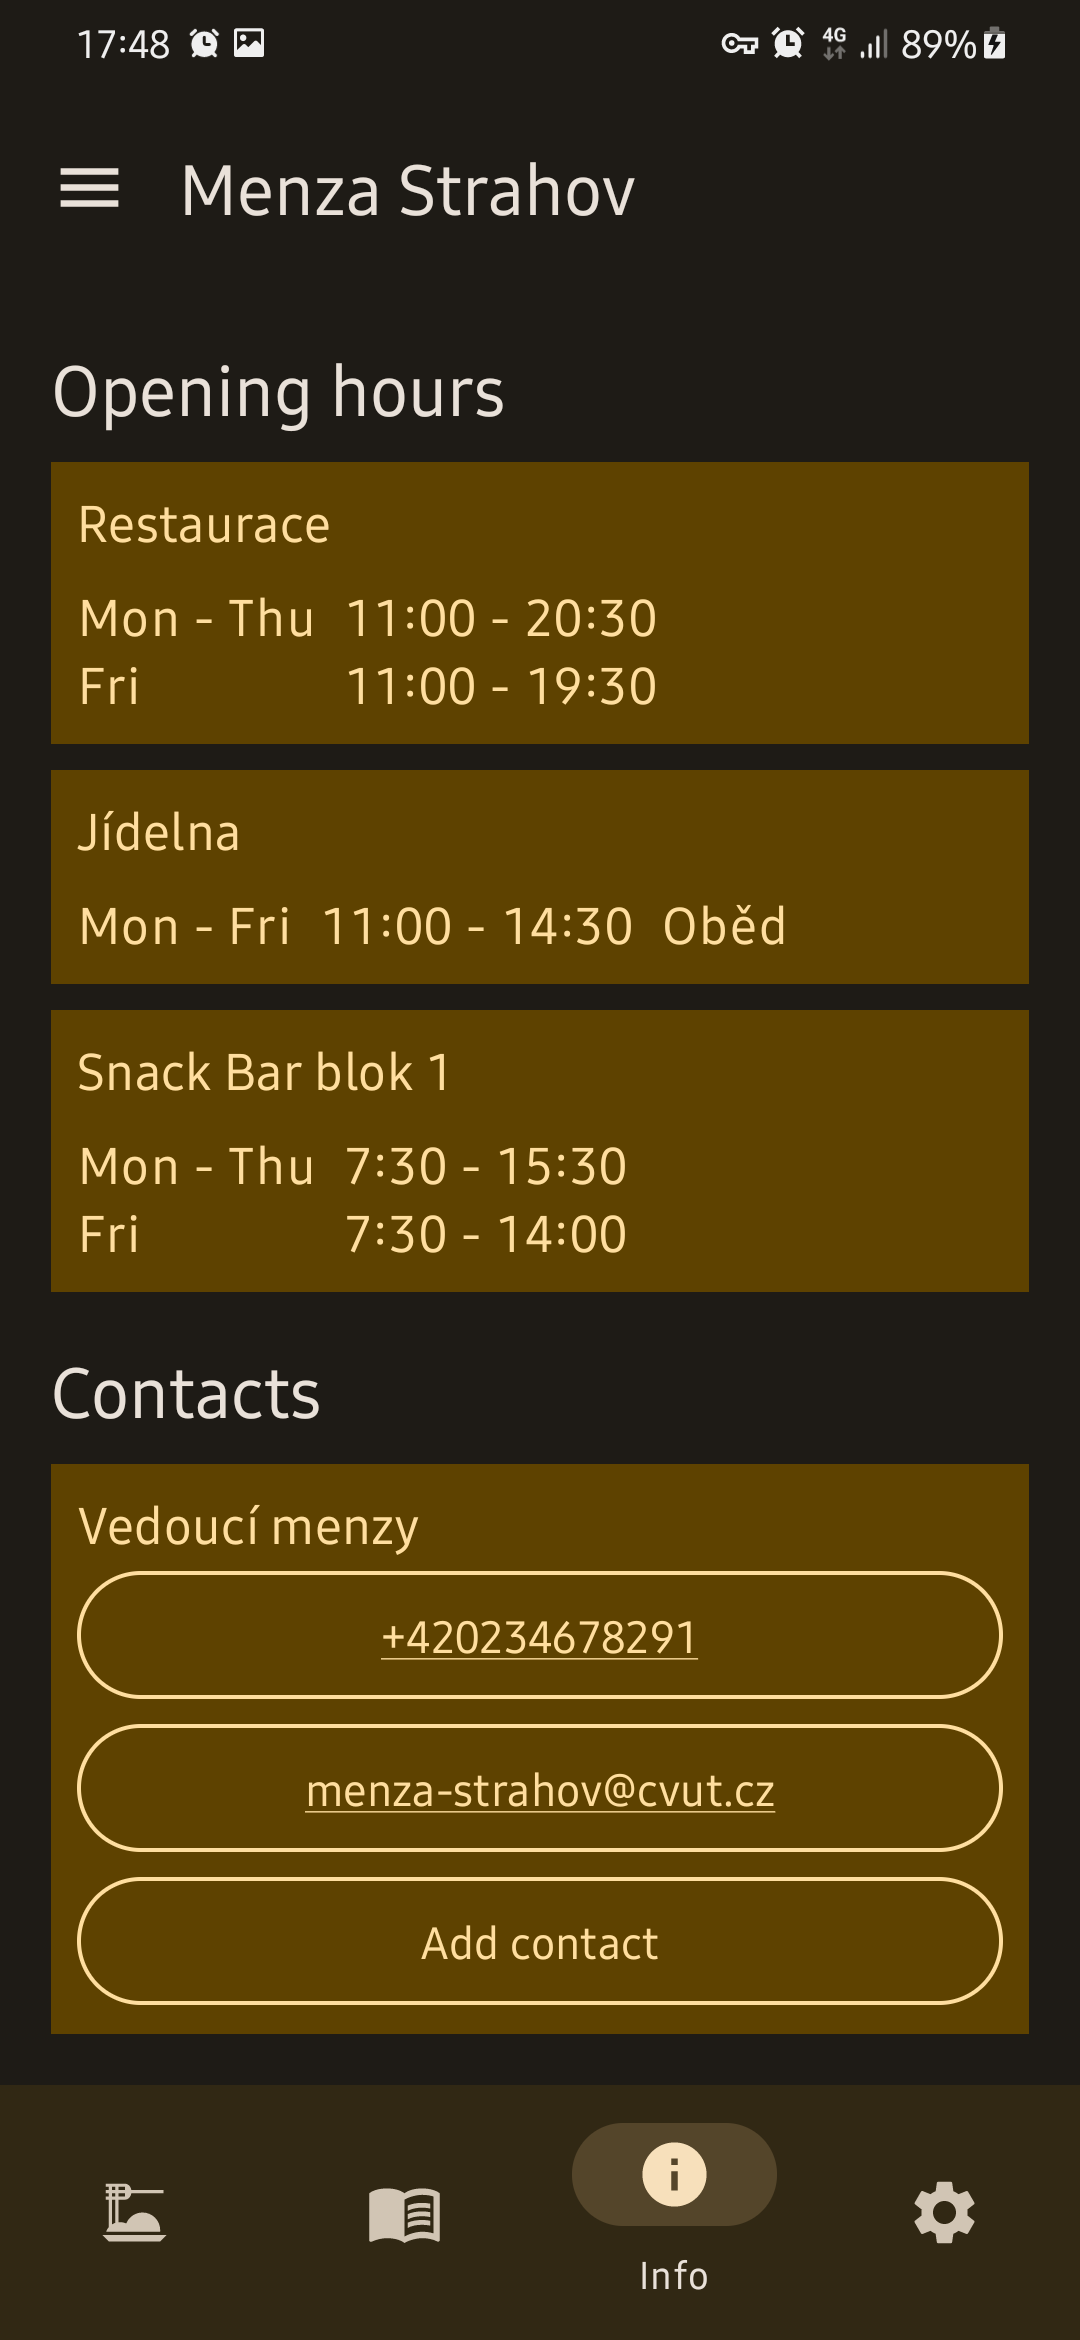 17:48
4G 89%
Menza Strahov
Opening hours
Restaurace
Mon - Thu 11:00 - 20:30
Fri 11:00 - 19:30
Jídelna
Mon - Fri 11:00 - 14:30 Oběd
Snack Bar blok 1
Mon - Thu 7:30 - 15:30
Fri 7:30 - 14:00
Contacts
Vedoucí menzy
+420234678291
menza-strahov@cvut.cz
Add contact
Info